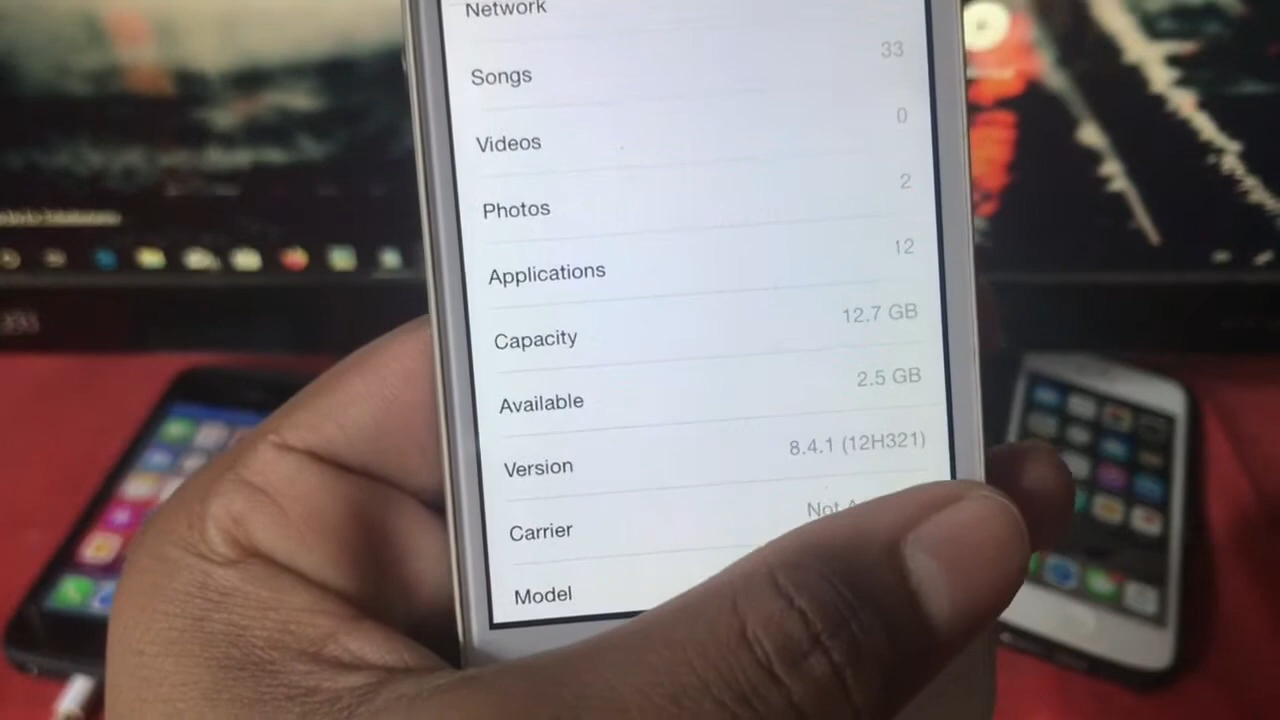 Network
Songs 33
Videos 0
Photos 2
Applications 12
Capacity 12.7 GB
Available 2.5 GB
Version 8.4.1 (12H321)
Carrier Not
Model